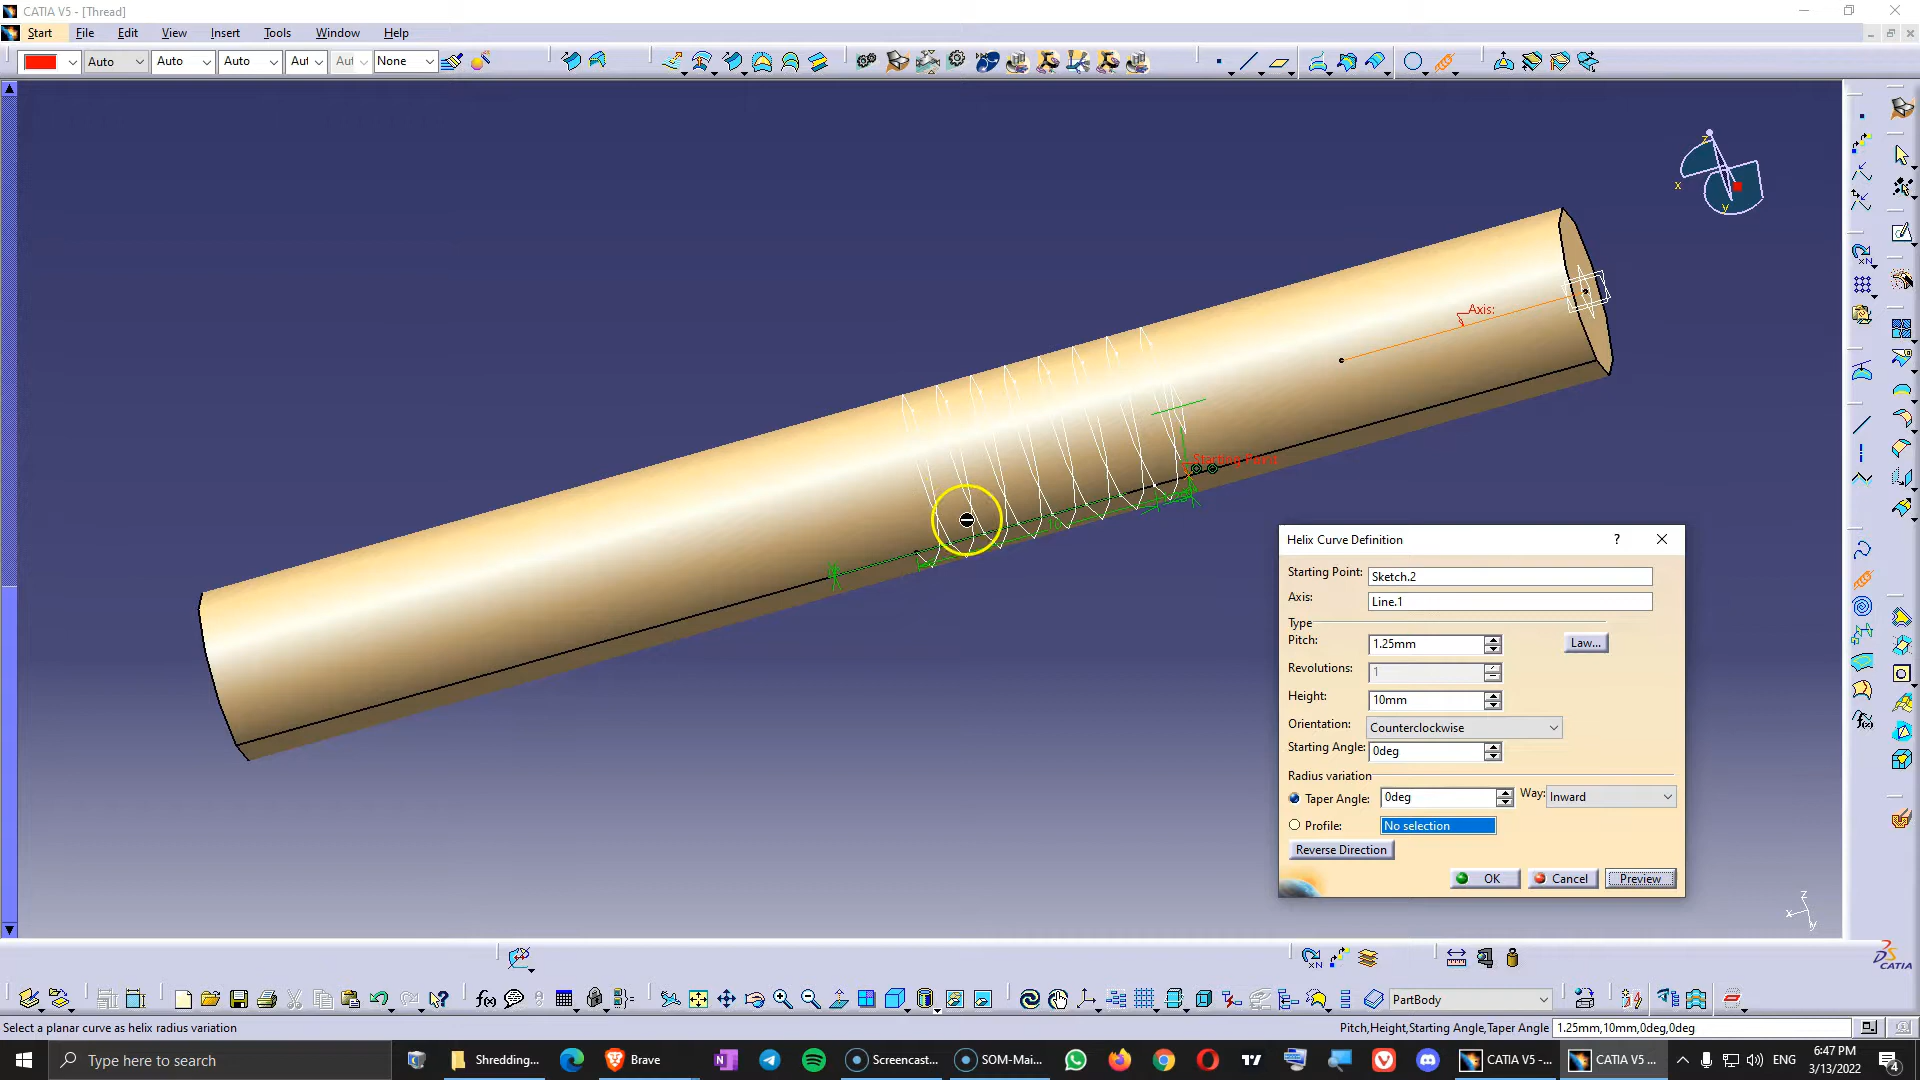 CATIA V5 - [Thread]
Start File Edit View Insert Tools Window Help
Auto Auto Auto Aut Aut None
z
x
y
Axis:
Starting Point
10
Helix Curve Definition ? ×
Starting Point: Sketch.2
Axis: Line.1
Type
Pitch: 1.25mm Law...
Revolutions: 1
Height: 10mm
Orientation: Counterclockwise
Starting Angle: 0deg
Radius variation
Taper Angle: 0deg Way: Inward
Profile: No selection
Reverse Direction
OK Cancel Preview
z
x
y
CATIA
PartBody
Select a planar curve as helix radius variation Pitch,Height,Starting Angle,Taper Angle 1.25mm,10mm,0deg,0deg
Type here to search Shredding... Brave Screencast... SOM-Mai... CATIA V5 -... CATIA V5 ... ENG 6:47 PM
3/13/2022 4